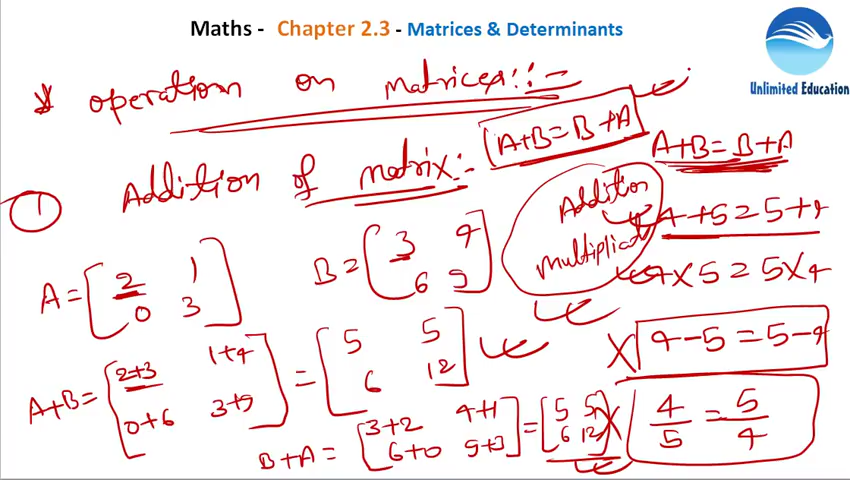 Maths - Chapter 2.3 - Matrices & Determinants
Unlimited Education
* operation on matrices :-
A+B = B+A
A+B = B+A
① Addition of matrix :-
Addition
multiplicat
4+5 = 5+4
4×5 = 5×4
A = [ 2 1
0 3 ]
B = [ 3 4
6 9 ]
× 4-5 = 5-4
A+B = [ 2+3 1+4
0+6 3+9 ] = [ 5 5
6 12 ]
× 4/5 = 5/4
B+A = [ 3+2 4+1
6+0 9+3 ] = [ 5 5
6 12 ]